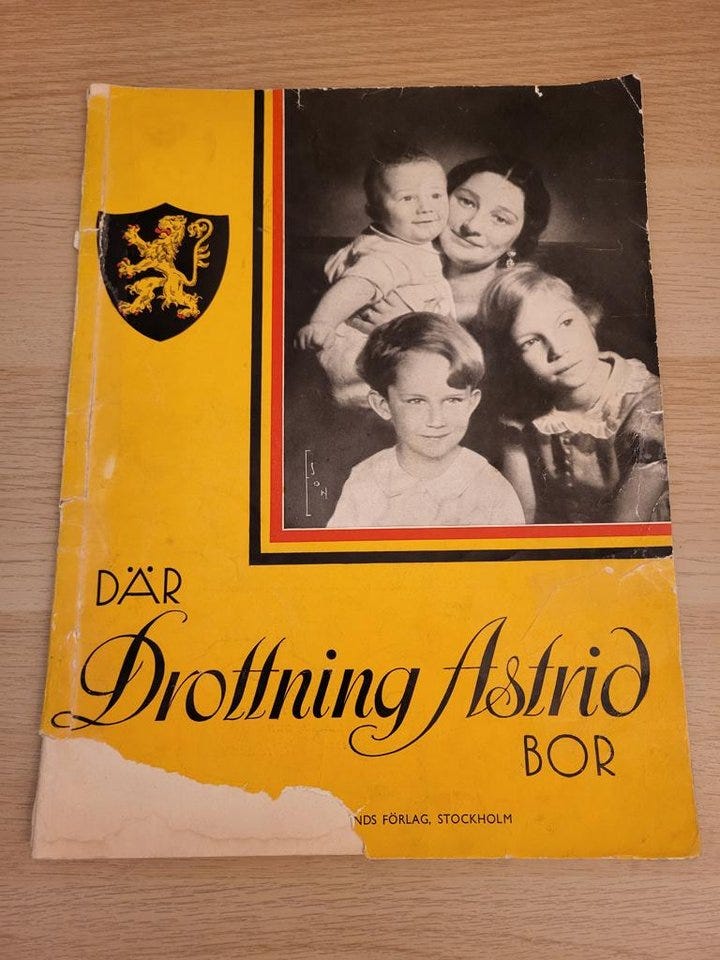 DÄR
Drottning Astrid
BOR
NDS FÖRLAG, STOCKHOLM